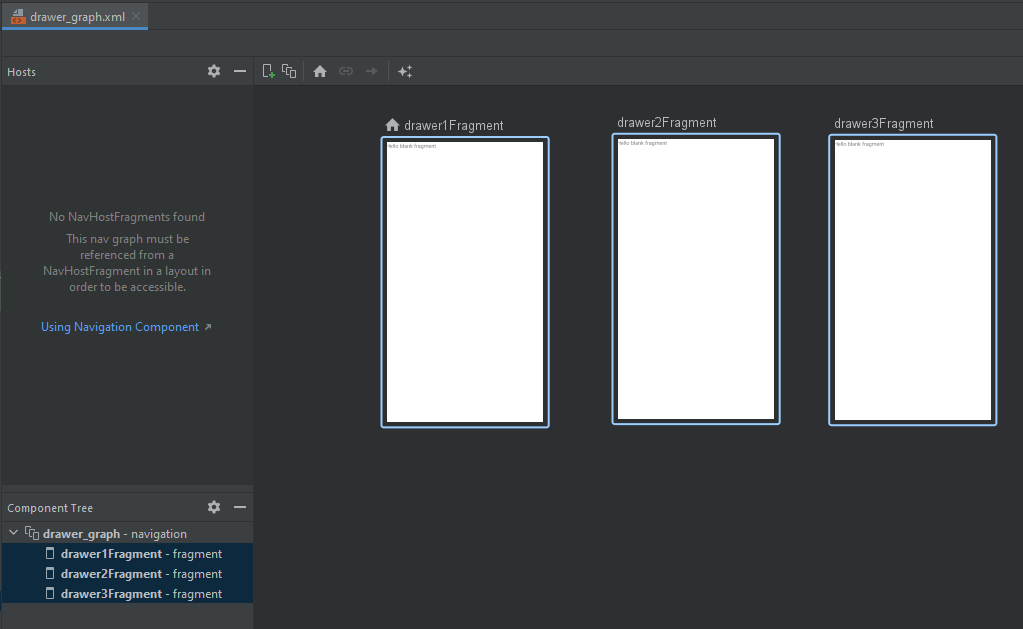 drawer_graph.xml
Hosts
No NavHostFragments found
This nav graph must be
referenced from a
NavHostFragment in a layout in
order to be accessible.
Using Navigation Component
drawer1Fragment
Hello blank fragment
drawer2Fragment
Hello blank fragment
drawer3Fragment
Hello blank fragment
Component Tree
drawer_graph - navigation
drawer1Fragment - fragment
drawer2Fragment - fragment
drawer3Fragment - fragment